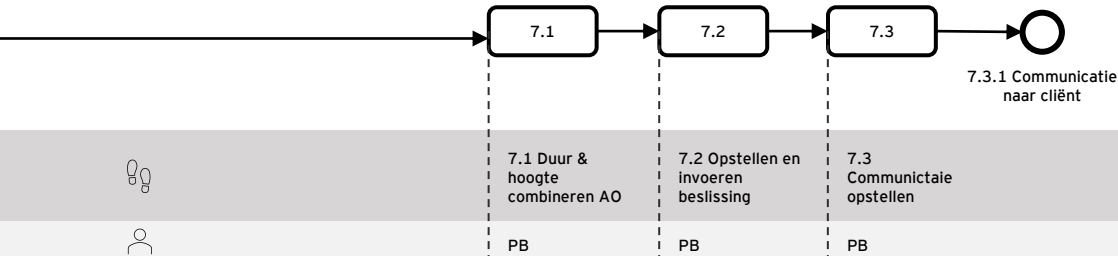 7.1
7.2
7.3
7.3.1 Communicatie
naar cliënt
7.1 Duur &
hoogte
combineren AO
7.2 Opstellen en
invoeren
beslissing
7.3
Communictaie
opstellen
PB
PB
PB